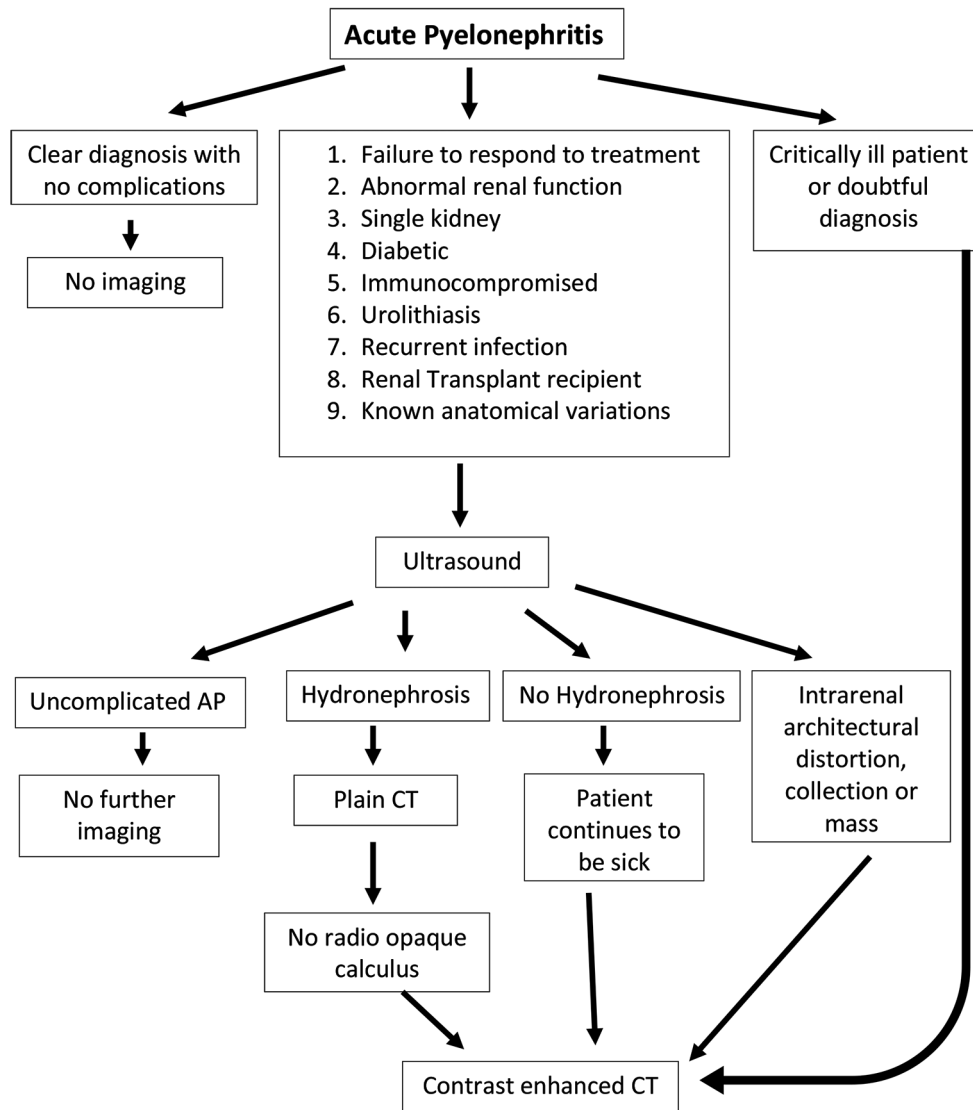 Acute Pyelonephritis
Clear diagnosis with
no complications
No imaging
1. Failure to respond to treatment
2. Abnormal renal function
3. Single kidney
4. Diabetic
5. Immunocompromised
6. Urolithiasis
7. Recurrent infection
8. Renal Transplant recipient
9. Known anatomical variations
Critically ill patient
or doubtful
diagnosis
Ultrasound
Uncomplicated AP
No further
imaging
Hydronephrosis
Plain CT
No radio opaque
calculus
No Hydronephrosis
Patient
continues to
be sick
Intrarenal
architectural
distortion,
collection or
mass
Contrast enhanced CT